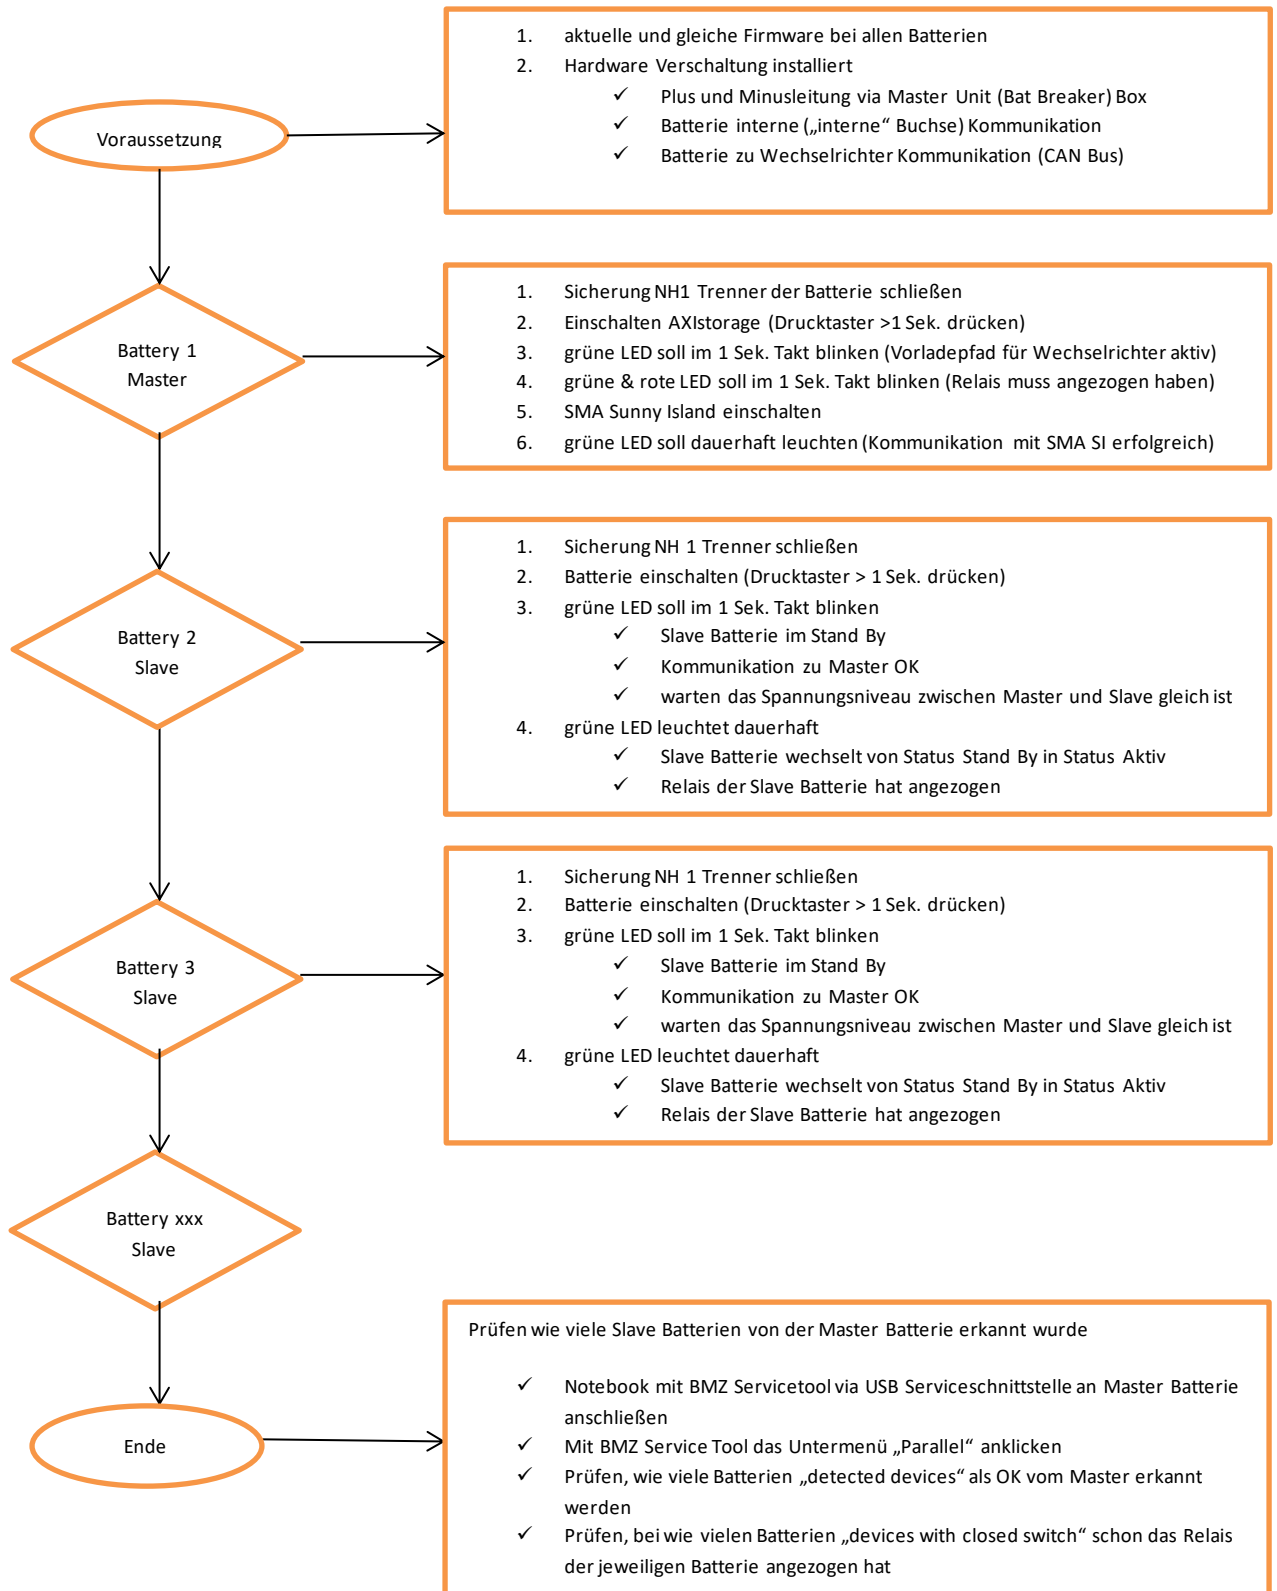 Voraussetzung
1. aktuelle und gleiche Firmware bei allen Batterien
2. Hardware Verschaltung installiert
✓ Plus und Minusleitung via Master Unit (Bat Breaker) Box
✓ Batterie interne („interne“ Buchse) Kommunikation
✓ Batterie zu Wechselrichter Kommunikation (CAN Bus)
Battery 1
Master
1. Sicherung NH1 Trenner der Batterie schließen
2. Einschalten AXIstorage (Drucktaster >1 Sek. drücken)
3. grüne LED soll im 1 Sek. Takt blinken (Vorladepfad für Wechselrichter aktiv)
4. grüne & rote LED soll im 1 Sek. Takt blinken (Relais muss angezogen haben)
5. SMA Sunny Island einschalten
6. grüne LED soll dauerhaft leuchten (Kommunikation mit SMA SI erfolgreich)
Battery 2
Slave
1. Sicherung NH 1 Trenner schließen
2. Batterie einschalten (Drucktaster > 1 Sek. drücken)
3. grüne LED soll im 1 Sek. Takt blinken
✓ Slave Batterie im Stand By
✓ Kommunikation zu Master OK
✓ warten das Spannungsniveau zwischen Master und Slave gleich ist
4. grüne LED leuchtet dauerhaft
✓ Slave Batterie wechselt von Status Stand By in Status Aktiv
✓ Relais der Slave Batterie hat angezogen
Battery 3
Slave
1. Sicherung NH 1 Trenner schließen
2. Batterie einschalten (Drucktaster > 1 Sek. drücken)
3. grüne LED soll im 1 Sek. Takt blinken
✓ Slave Batterie im Stand By
✓ Kommunikation zu Master OK
✓ warten das Spannungsniveau zwischen Master und Slave gleich ist
4. grüne LED leuchtet dauerhaft
✓ Slave Batterie wechselt von Status Stand By in Status Aktiv
✓ Relais der Slave Batterie hat angezogen
Battery xxx
Slave
Ende
Prüfen wie viele Slave Batterien von der Master Batterie erkannt wurde
✓ Notebook mit BMZ Servicetool via USB Serviceschnittstelle an Master Batterie
anschließen
✓ Mit BMZ Service Tool das Untermenü „Parallel“ anklicken
✓ Prüfen, wie viele Batterien „detected devices“ als OK vom Master erkannt
werden
✓ Prüfen, bei wie vielen Batterien „devices with closed switch“ schon das Relais
der jeweiligen Batterie angezogen hat